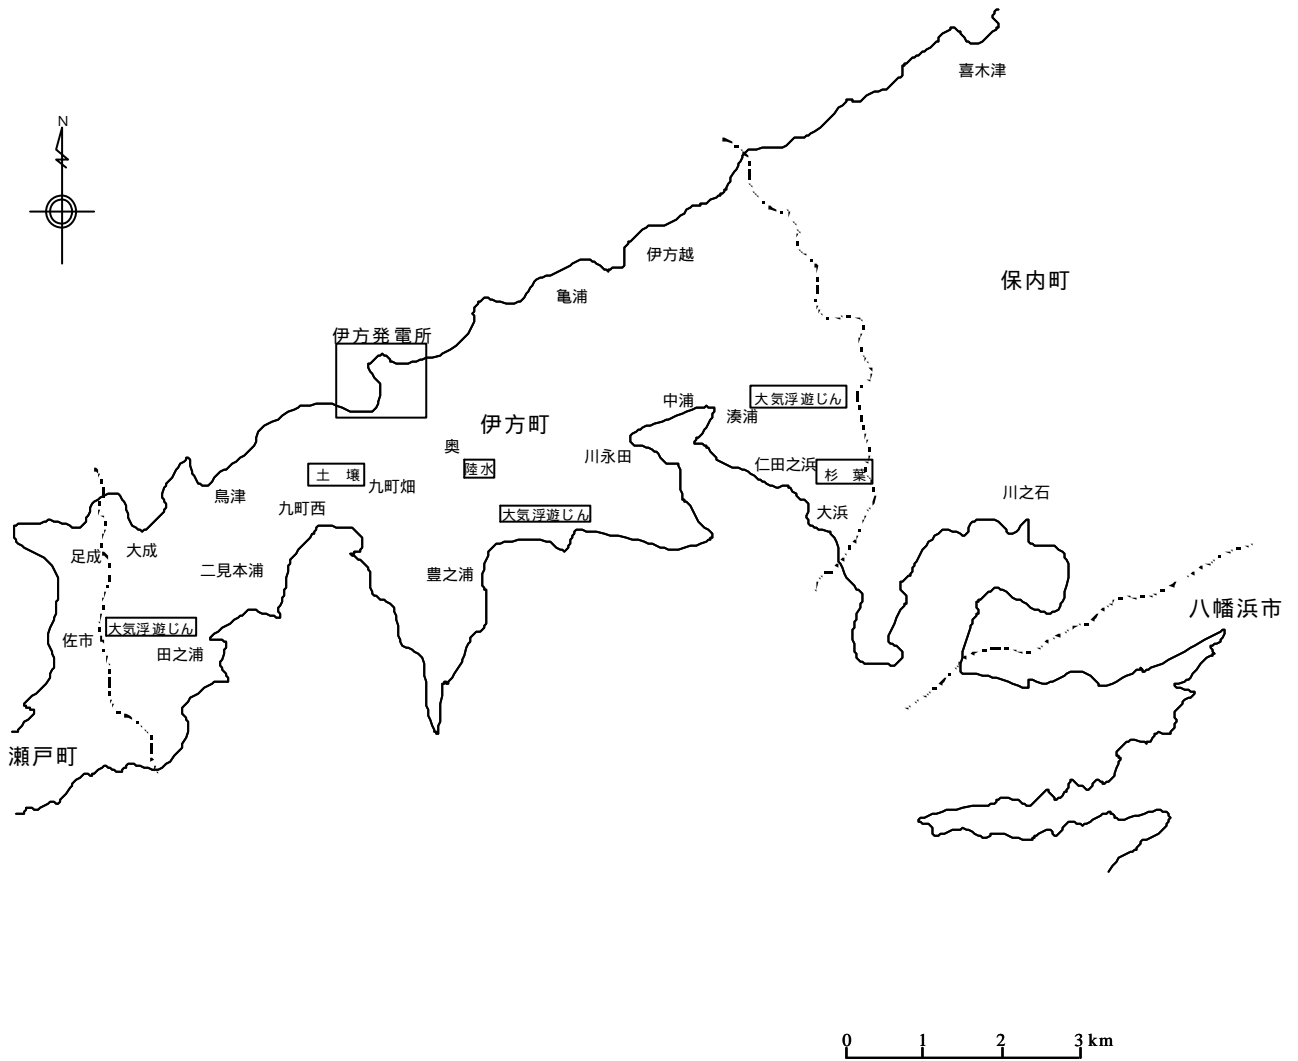 喜木津
N
伊方越
保内町
亀浦
伊方発電所
大気浮遊じん
中浦
湊浦
伊方町
奥
川永田
仁田之浜
陸水
土　壌
杉　葉
九町畑
鳥津
川之石
九町西
大気浮遊じん
大浜
足成
大成
二見本浦
豊之浦
八幡浜市
大気浮遊じん
佐市
田之浦
瀬戸町
0 1 2 3 km